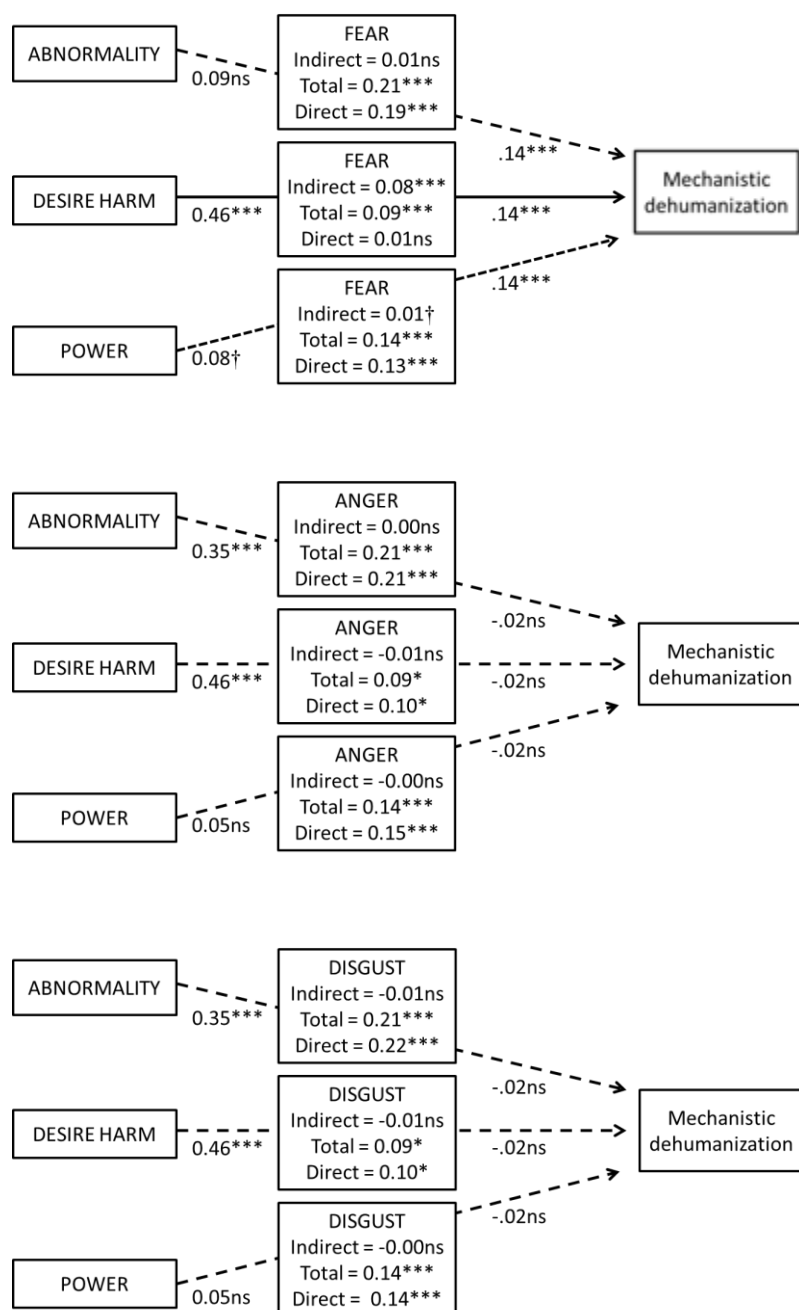 ABNORMALITY
0.09ns
FEAR
Indirect = 0.01ns
Total = 0.21***
Direct = 0.19***
.14***
DESIRE HARM
0.46***
FEAR
Indirect = 0.08***
Total = 0.09***
Direct = 0.01ns
.14***
Mechanistic
dehumanization
POWER
0.08†
FEAR
Indirect = 0.01†
Total = 0.14***
Direct = 0.13***
.14***
ABNORMALITY
0.35***
ANGER
Indirect = 0.00ns
Total = 0.21***
Direct = 0.21***
-.02ns
DESIRE HARM
0.46***
ANGER
Indirect = -0.01ns
Total = 0.09*
Direct = 0.10*
-.02ns
Mechanistic
dehumanization
POWER
0.05ns
ANGER
Indirect = -0.00ns
Total = 0.14***
Direct = 0.15***
-.02ns
ABNORMALITY
0.35***
DISGUST
Indirect = -0.01ns
Total = 0.21***
Direct = 0.22***
-.02ns
DESIRE HARM
0.46***
DISGUST
Indirect = -0.01ns
Total = 0.09*
Direct = 0.10*
-.02ns
Mechanistic
dehumanization
POWER
0.05ns
DISGUST
Indirect = -0.00ns
Total = 0.14***
Direct =  0.14***
-.02ns